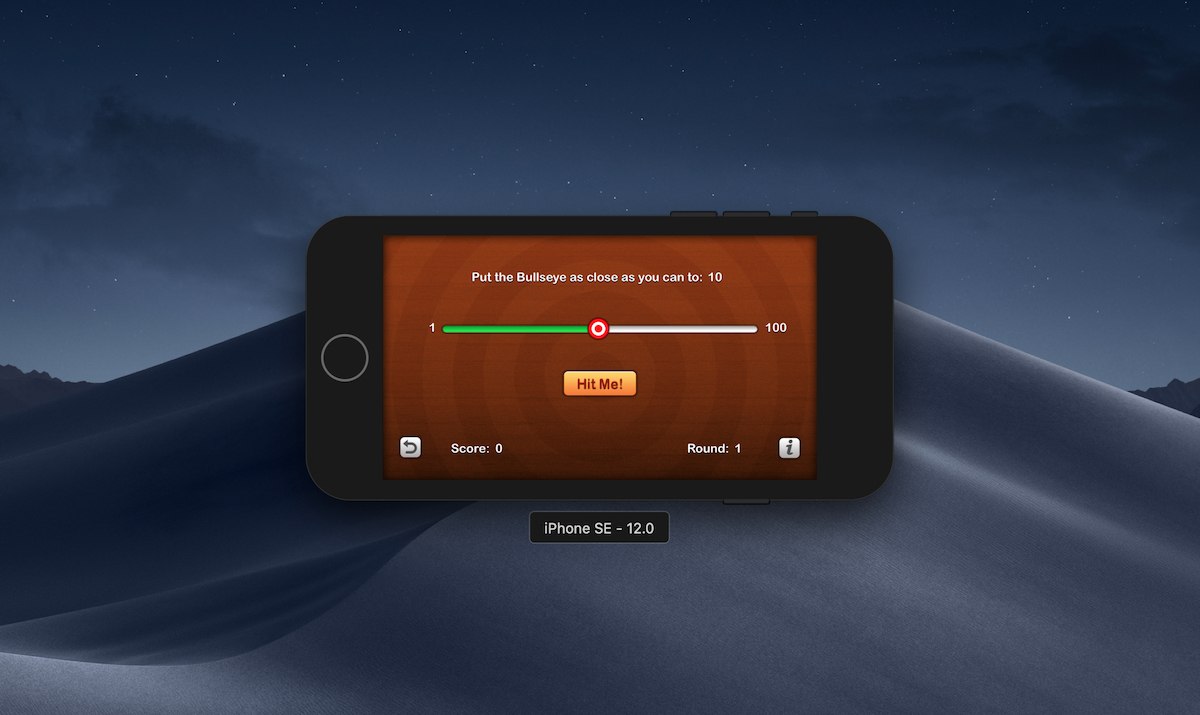 Put the Bullseye as close as you can to: 10
1 100
Hit Me!
Score: 0 Round: 1
iPhone SE - 12.0